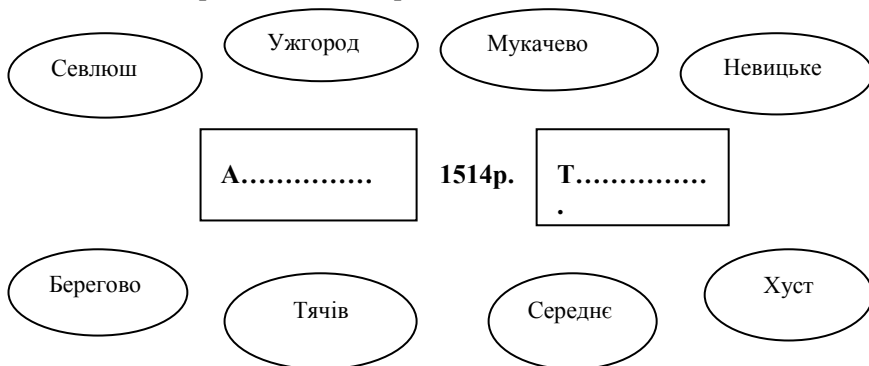 Севлюш
Ужгород
Мукачево
Невицьке
А…………… 1514р. Т……………
.
Берегово
Тячів
Середнє
Хуст